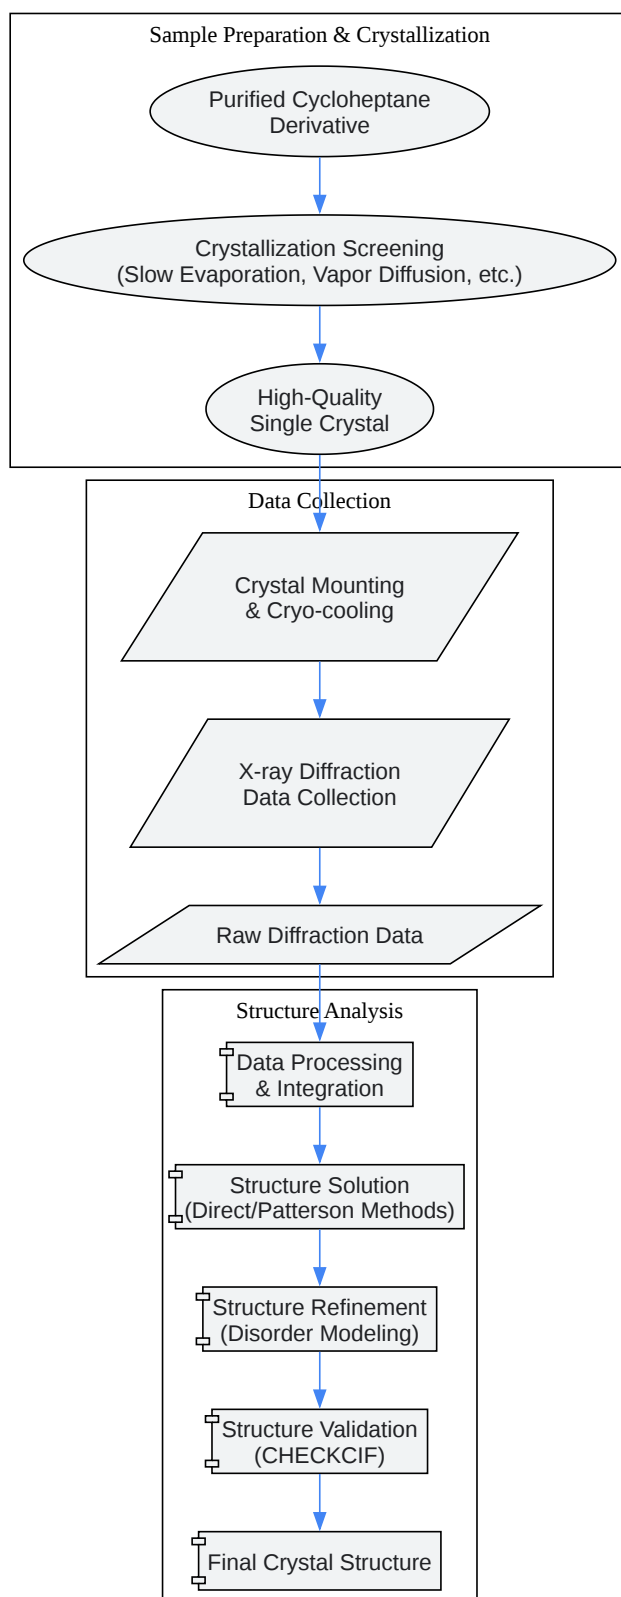 Sample Preparation & Crystallization
Purified Cycloheptane
Derivative
Crystallization Screening
(Slow Evaporation, Vapor Diffusion, etc.)
High-Quality
Single Crystal
Data Collection
Crystal Mounting
& Cryo-cooling
X-ray Diffraction
Data Collection
Raw Diffraction Data
Structure Analysis
Data Processing
& Integration
Structure Solution
(Direct/Patterson Methods)
Structure Refinement
(Disorder Modeling)
Structure Validation
(CHECKCIF)
Final Crystal Structure